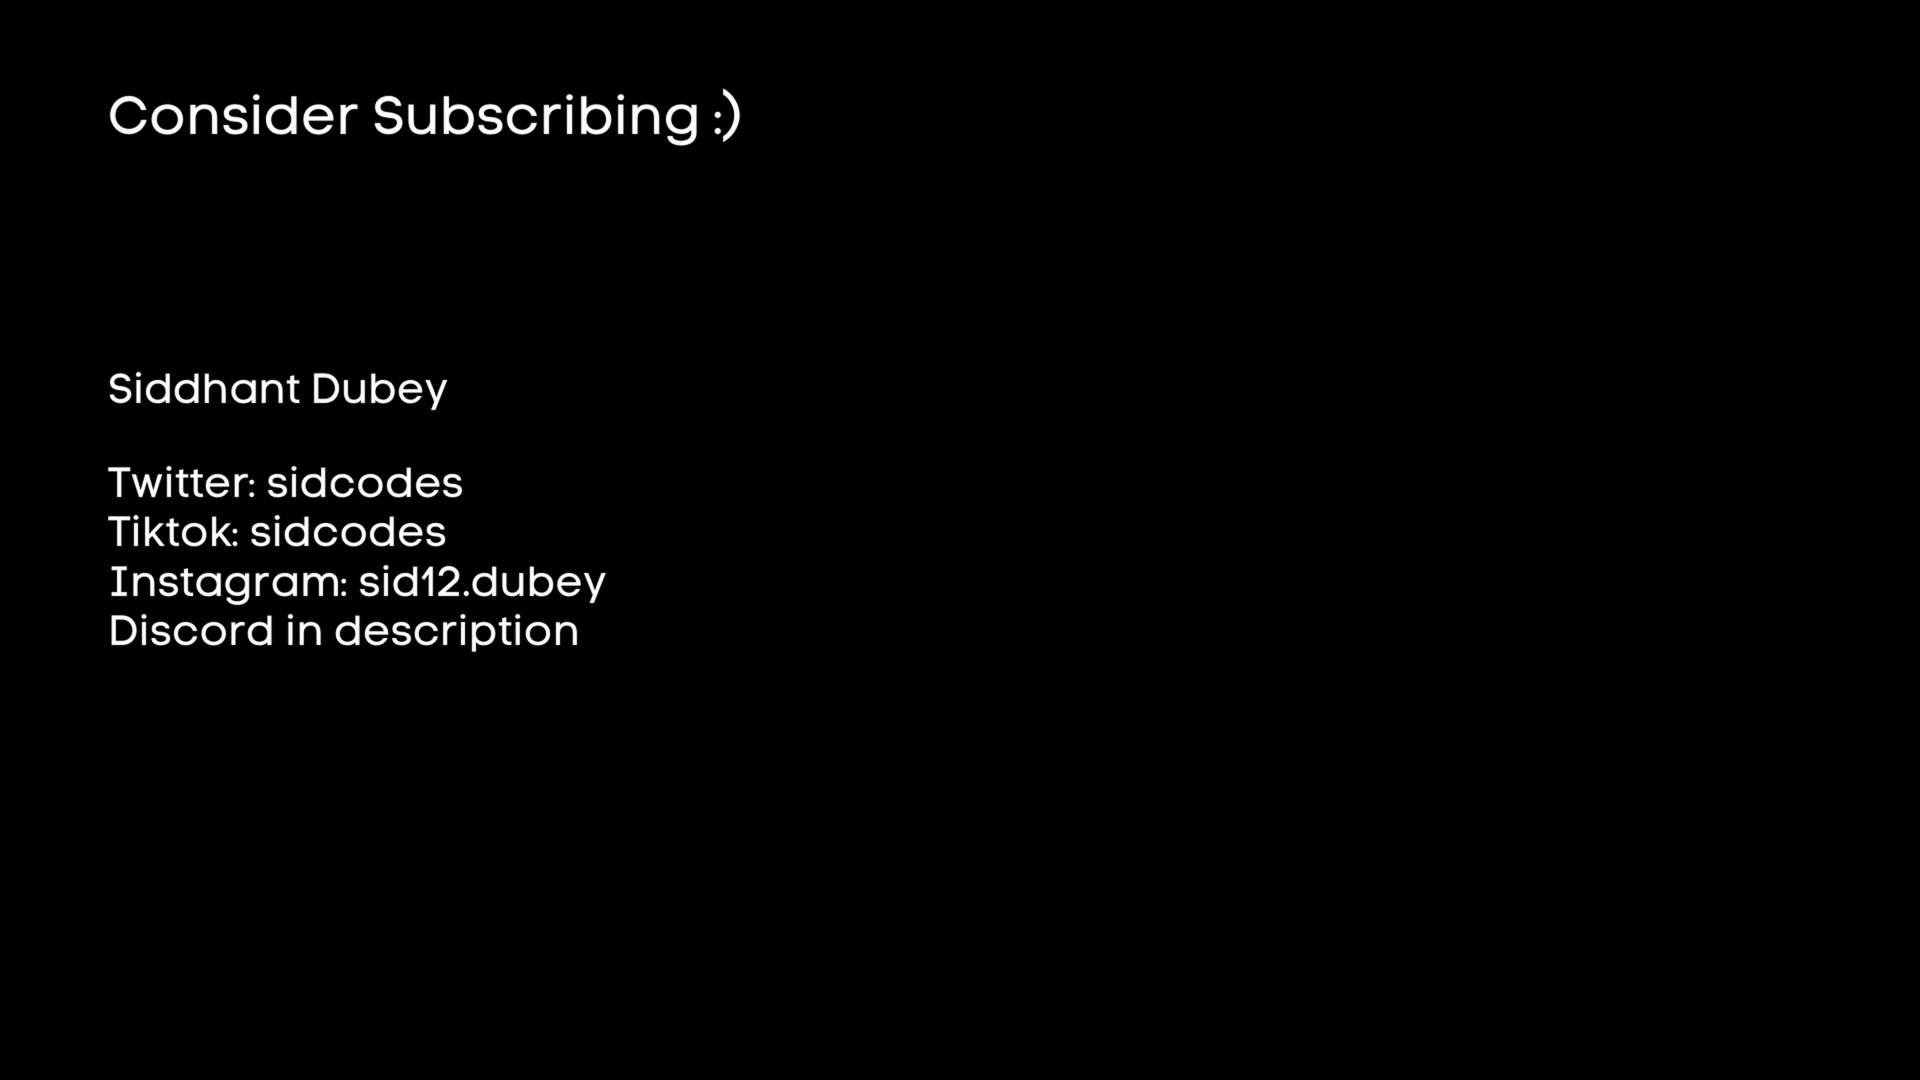 Consider Subscribing :)
Siddhant Dubey
Twitter: sidcodes
Tiktok: sidcodes
Instagram: sid12.dubey
Discord in description